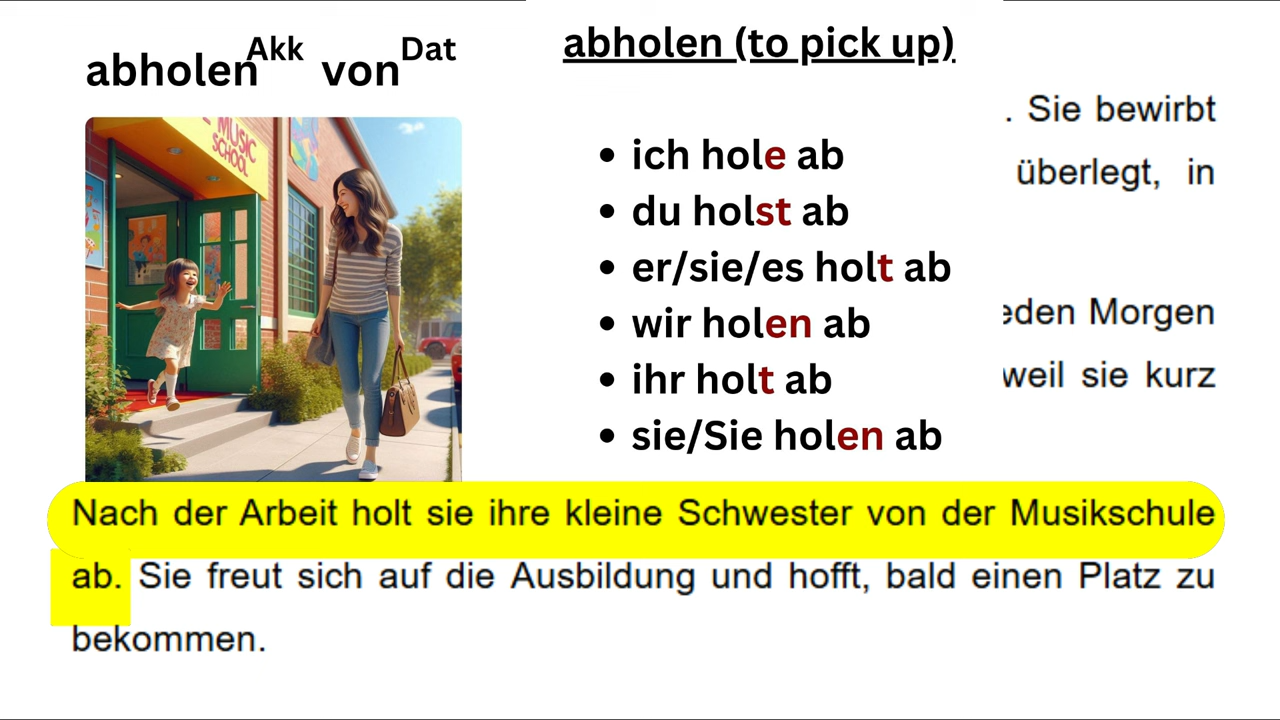 abholen^Akk von^Dat
MUSIC
SCHOOL
abholen (to pick up)
• ich hole ab
• du holst ab
• er/sie/es holt ab
• wir holen ab
• ihr holt ab
• sie/Sie holen ab
. Sie bewirbt
überlegt, in
eden Morgen
weil sie kurz
Nach der Arbeit holt sie ihre kleine Schwester von der Musikschule
ab. Sie freut sich auf die Ausbildung und hofft, bald einen Platz zu
bekommen.